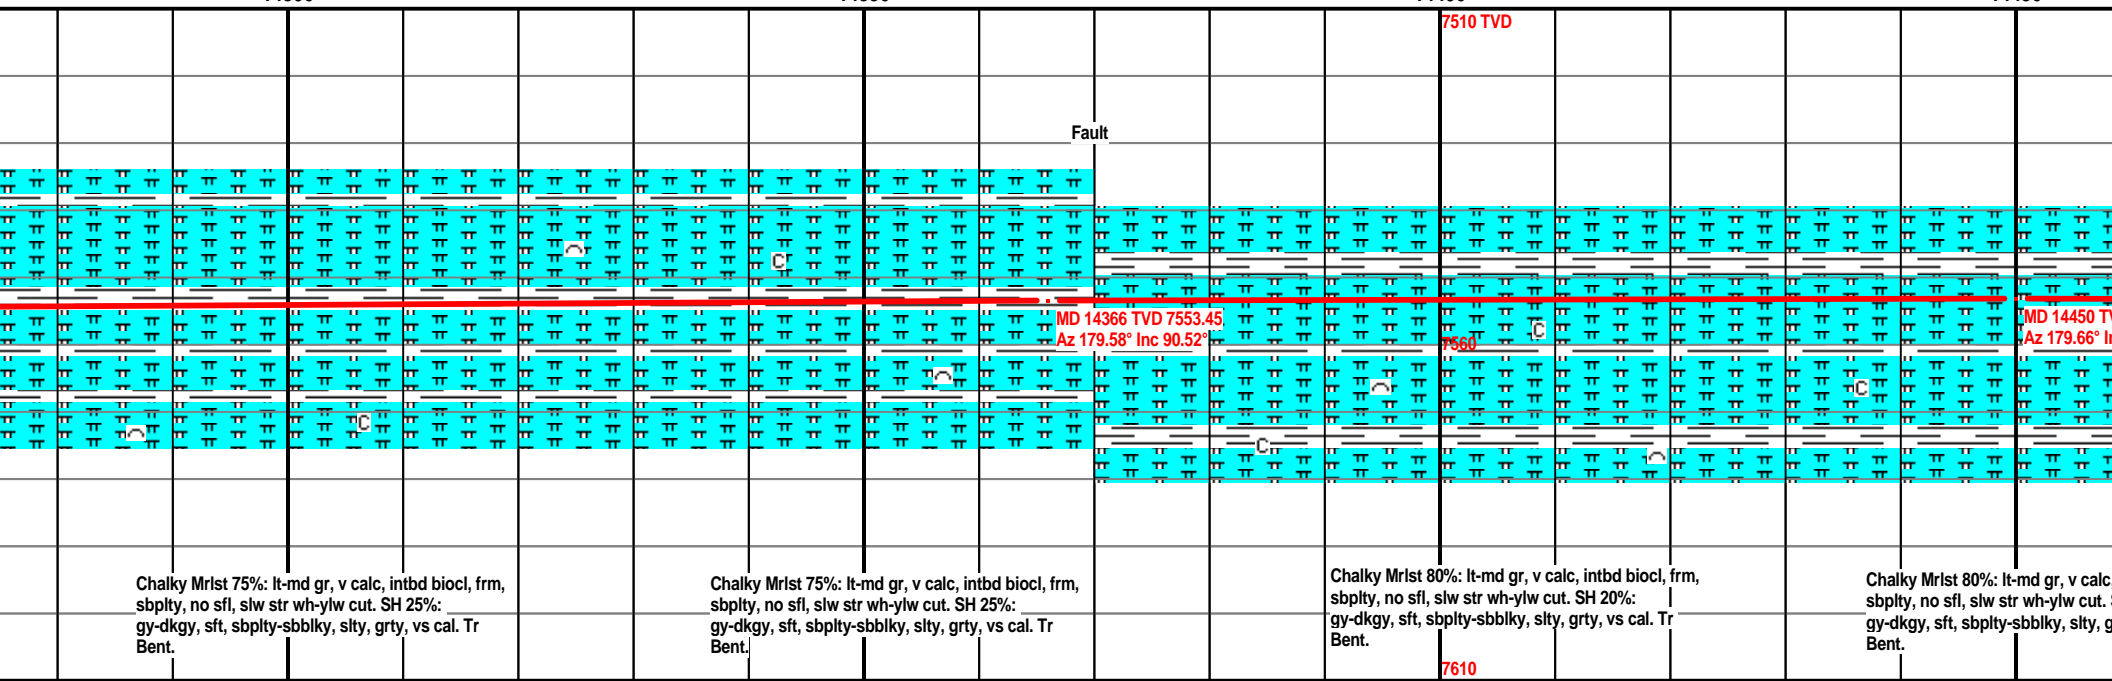 7510 TVD
Fault
C
C
MD 14366 TVD 7553.45
Az 179.58° Inc 90.52°
MD 14450
Az 179.66°
7560
C
C
C
Chalky Mrlst 75%: lt-md gr, v calc, intbd biocl, frm,
sbplty, no sfl, slw str wh-ylw cut. SH 25%:
gy-dkgy, sft, sbplty-sbblky, slty, grty, vs cal. Tr
Bent.
Chalky Mrlst 75%: lt-md gr, v calc, intbd biocl, frm,
sbplty, no sfl, slw str wh-ylw cut. SH 25%:
gy-dkgy, sft, sbplty-sbblky, slty, grty, vs cal. Tr
Bent.
Chalky Mrlst 80%: lt-md gr, v calc, intbd biocl, frm,
sbplty, no sfl, slw str wh-ylw cut. SH 20%:
gy-dkgy, sft, sbplty-sbblky, slty, grty, vs cal. Tr
Bent.
Chalky Mrlst 80%: lt-md gr, v calc,
sbplty, no sfl, slw str wh-ylw cut.
gy-dkgy, sft, sbplty-sbblky, slty,
Bent.
7610